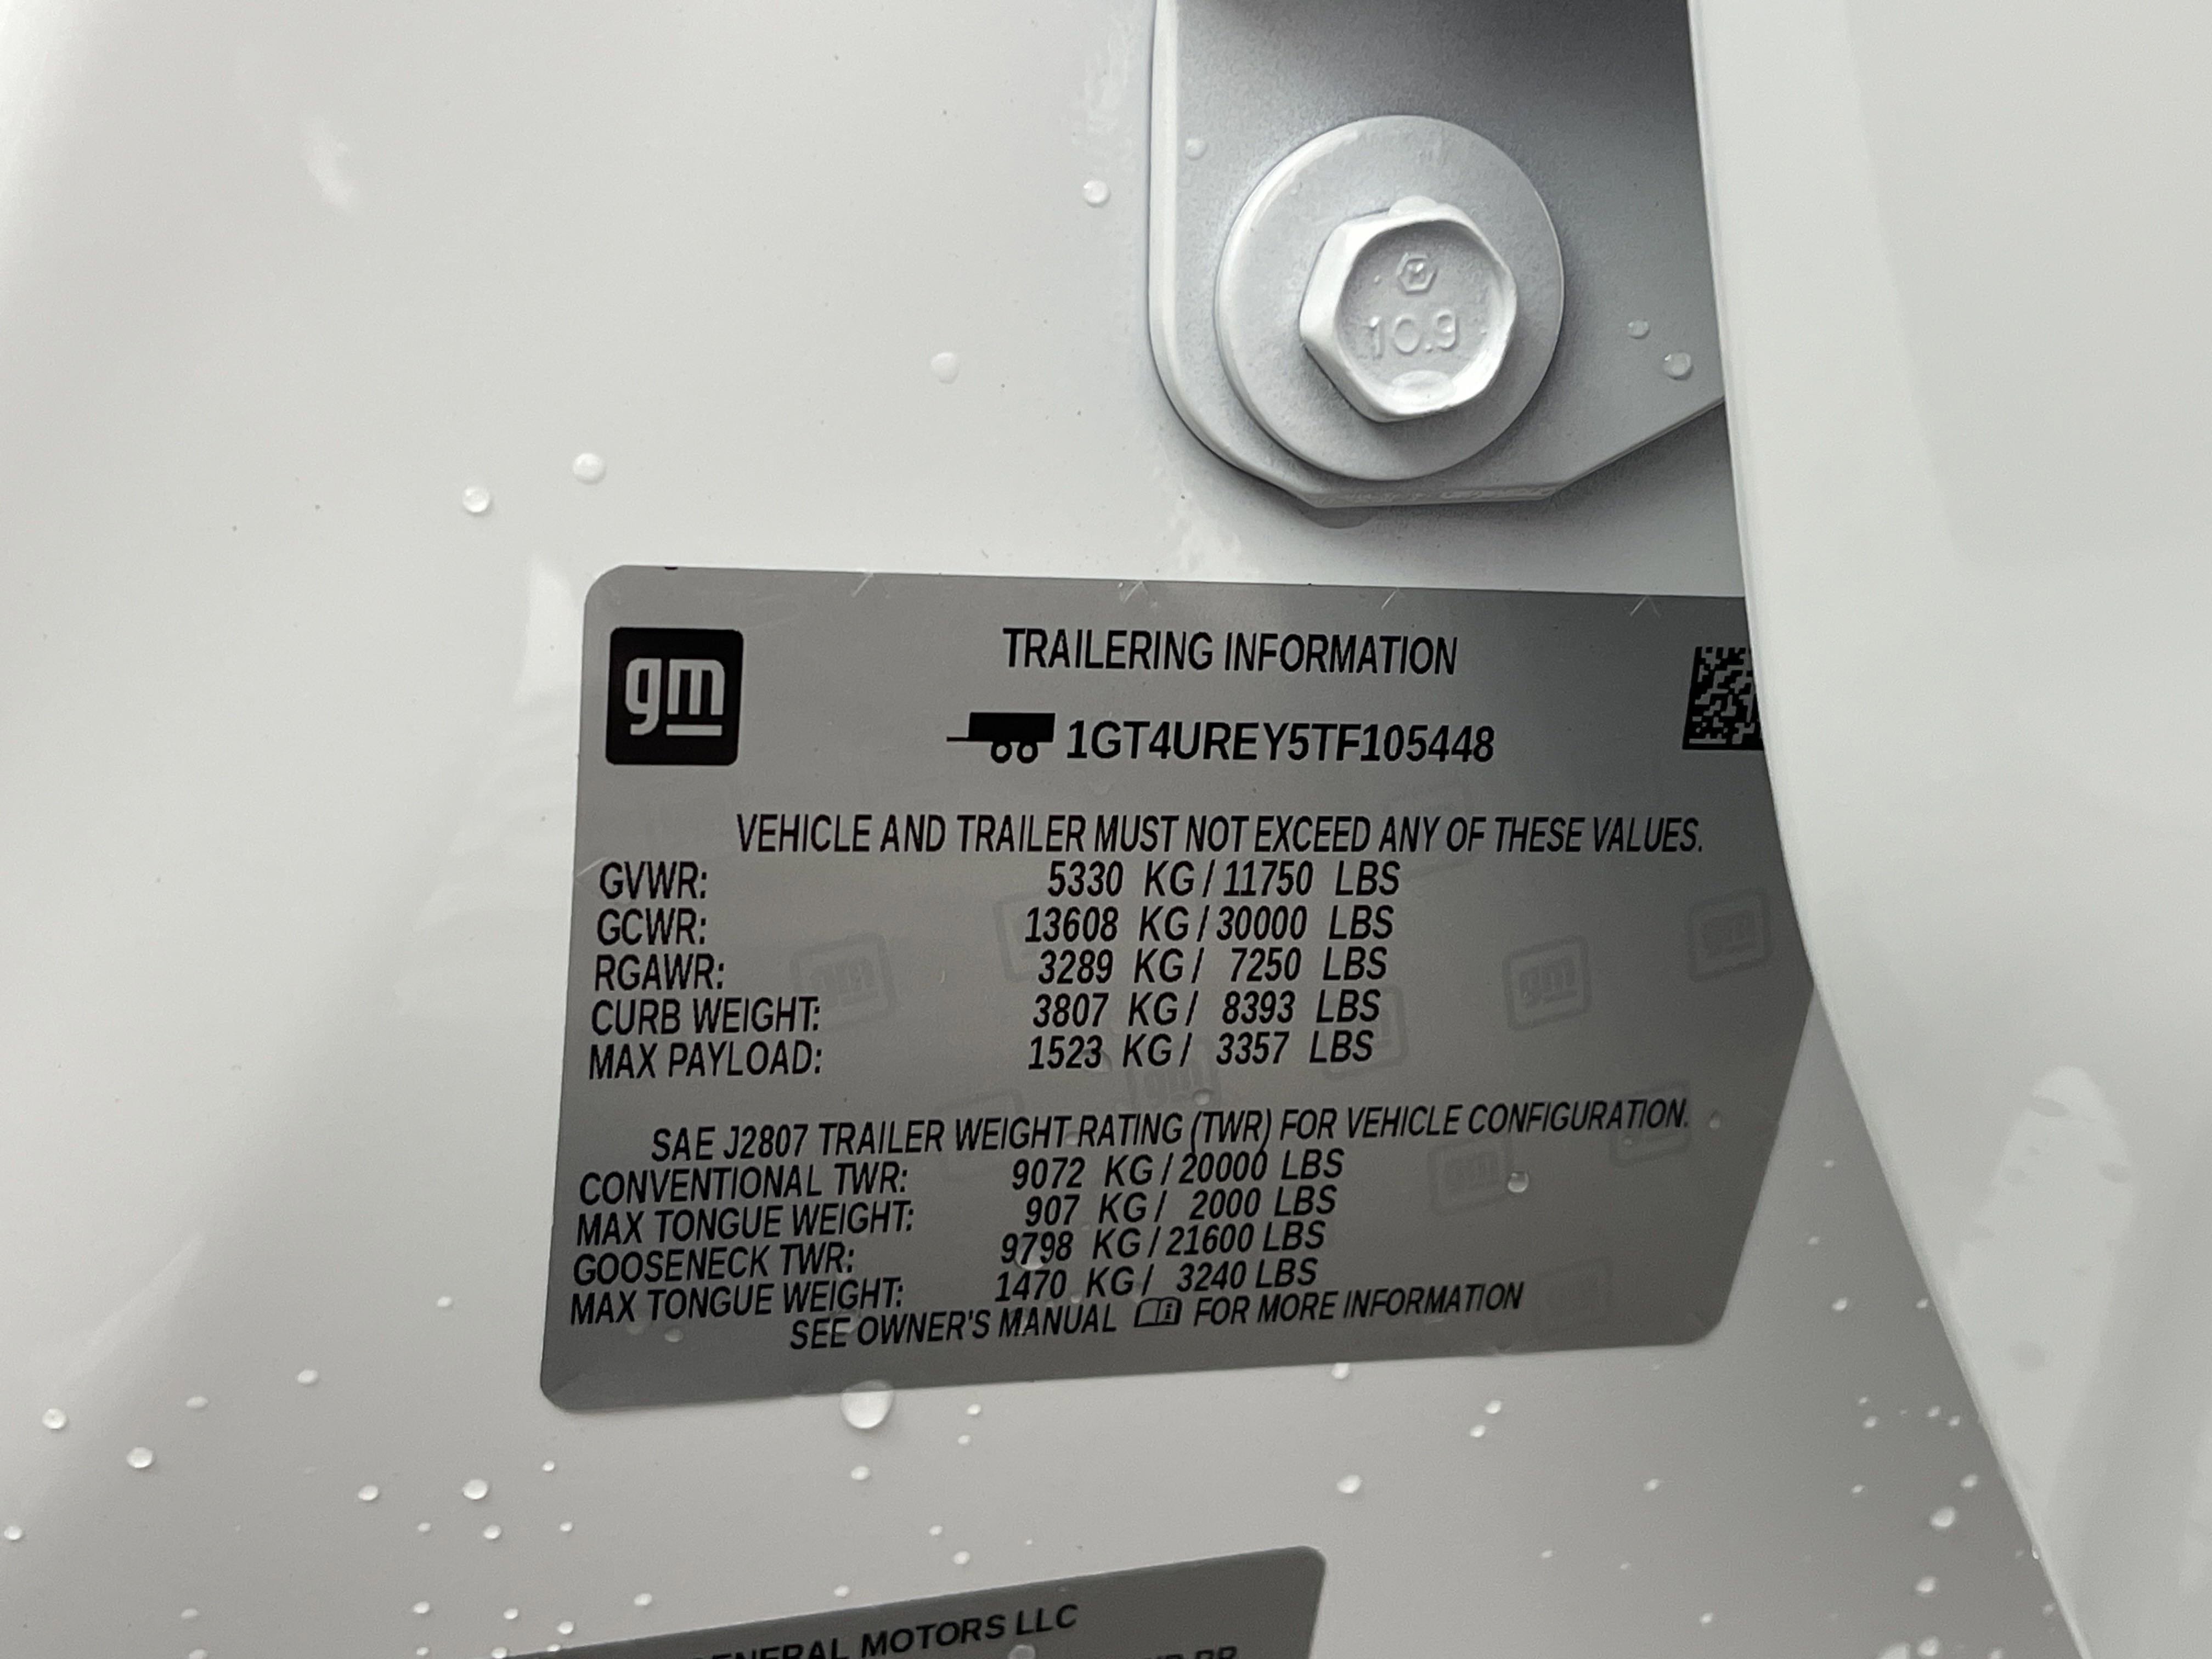 10.9
gm
TRAILERING INFORMATION
1GT4UREY5TF105448
VEHICLE AND TRAILER MUST NOT EXCEED ANY OF THESE VALUES.
GVWR: 5330 KG/11750 LBS
GCWR: 13608 KG/30000 LBS
RGAWR: 3289 KG/ 7250 LBS
CURB WEIGHT: 3807 KG/ 8393 LBS
MAX PAYLOAD: 1523 KG/ 3357 LBS
SAE J2807 TRAILER WEIGHT RATING (TWR) FOR VEHICLE CONFIGURATION.
CONVENTIONAL TWR: 9072 KG/20000 LBS
MAX TONGUE WEIGHT: 907 KG/ 2000 LBS
GOOSENECK TWR: 9798 KG/21600 LBS
MAX TONGUE WEIGHT: 1470 KG/ 3240 LBS
SEE OWNER'S MANUAL FOR MORE INFORMATION
GENERAL MOTORS LLC